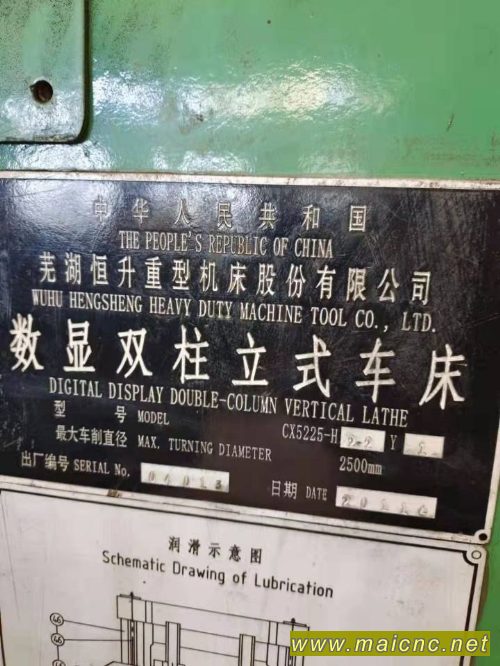 中华人民共和国
THE PEOPLE'S REPUBLIC OF CHINA
芜湖恒升重型机床股份有限公司
WUHU HENGSHENG HEAVY DUTY MACHINE TOOL CO., LTD.
数显双柱立式车床
DIGITAL DISPLAY DOUBLE-COLUMN VERTICAL LATHE
型 号 MODEL CX5225-H Y
最大车削直径 MAX. TURNING DIAMETER 2500mm
出厂编号 SERIAL No. 日期 DATE
润滑示意图
Schematic Drawing of Lubrication
www.maicnc.net